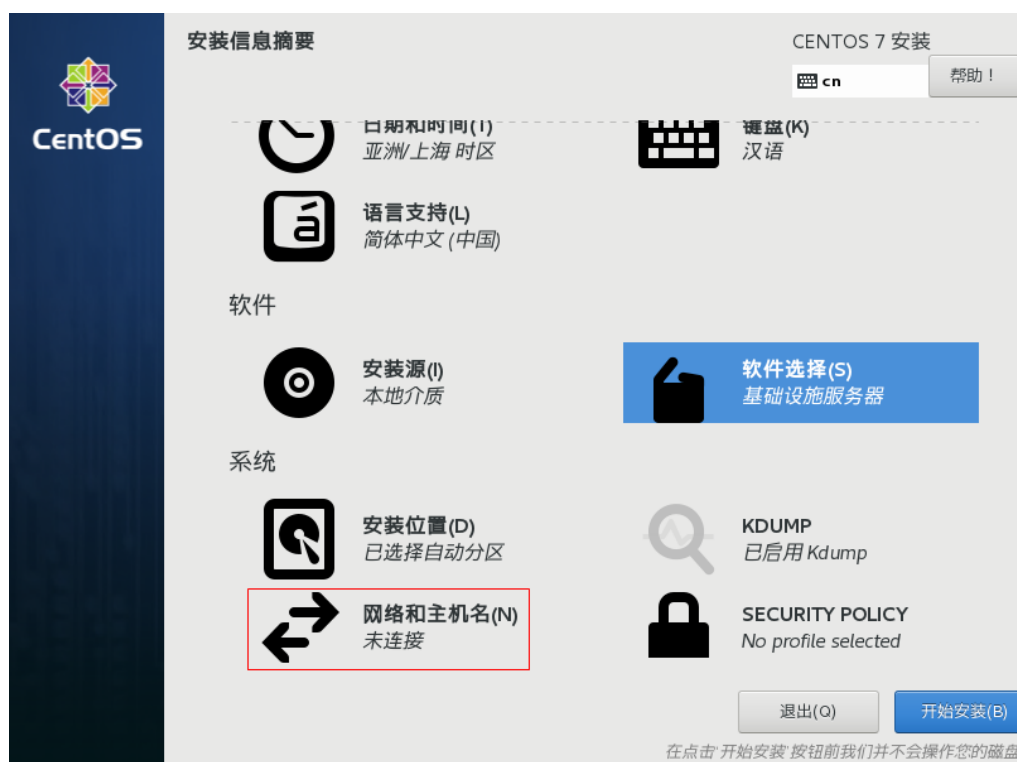 安装信息摘要
CENTOS 7 安装
cn
帮助！
CentOS
日期和时间(T)
亚洲/上海 时区
键盘(K)
汉语
á
语言支持(L)
简体中文 (中国)
软件
安装源(I)
本地介质
软件选择(S)
基础设施服务器
系统
安装位置(D)
已选择自动分区
KDUMP
已启用 Kdump
网络和主机名(N)
未连接
SECURITY POLICY
No profile selected
退出(Q)
开始安装(B)
在点击'开始安装'按钮前我们并不会操作您的磁盘